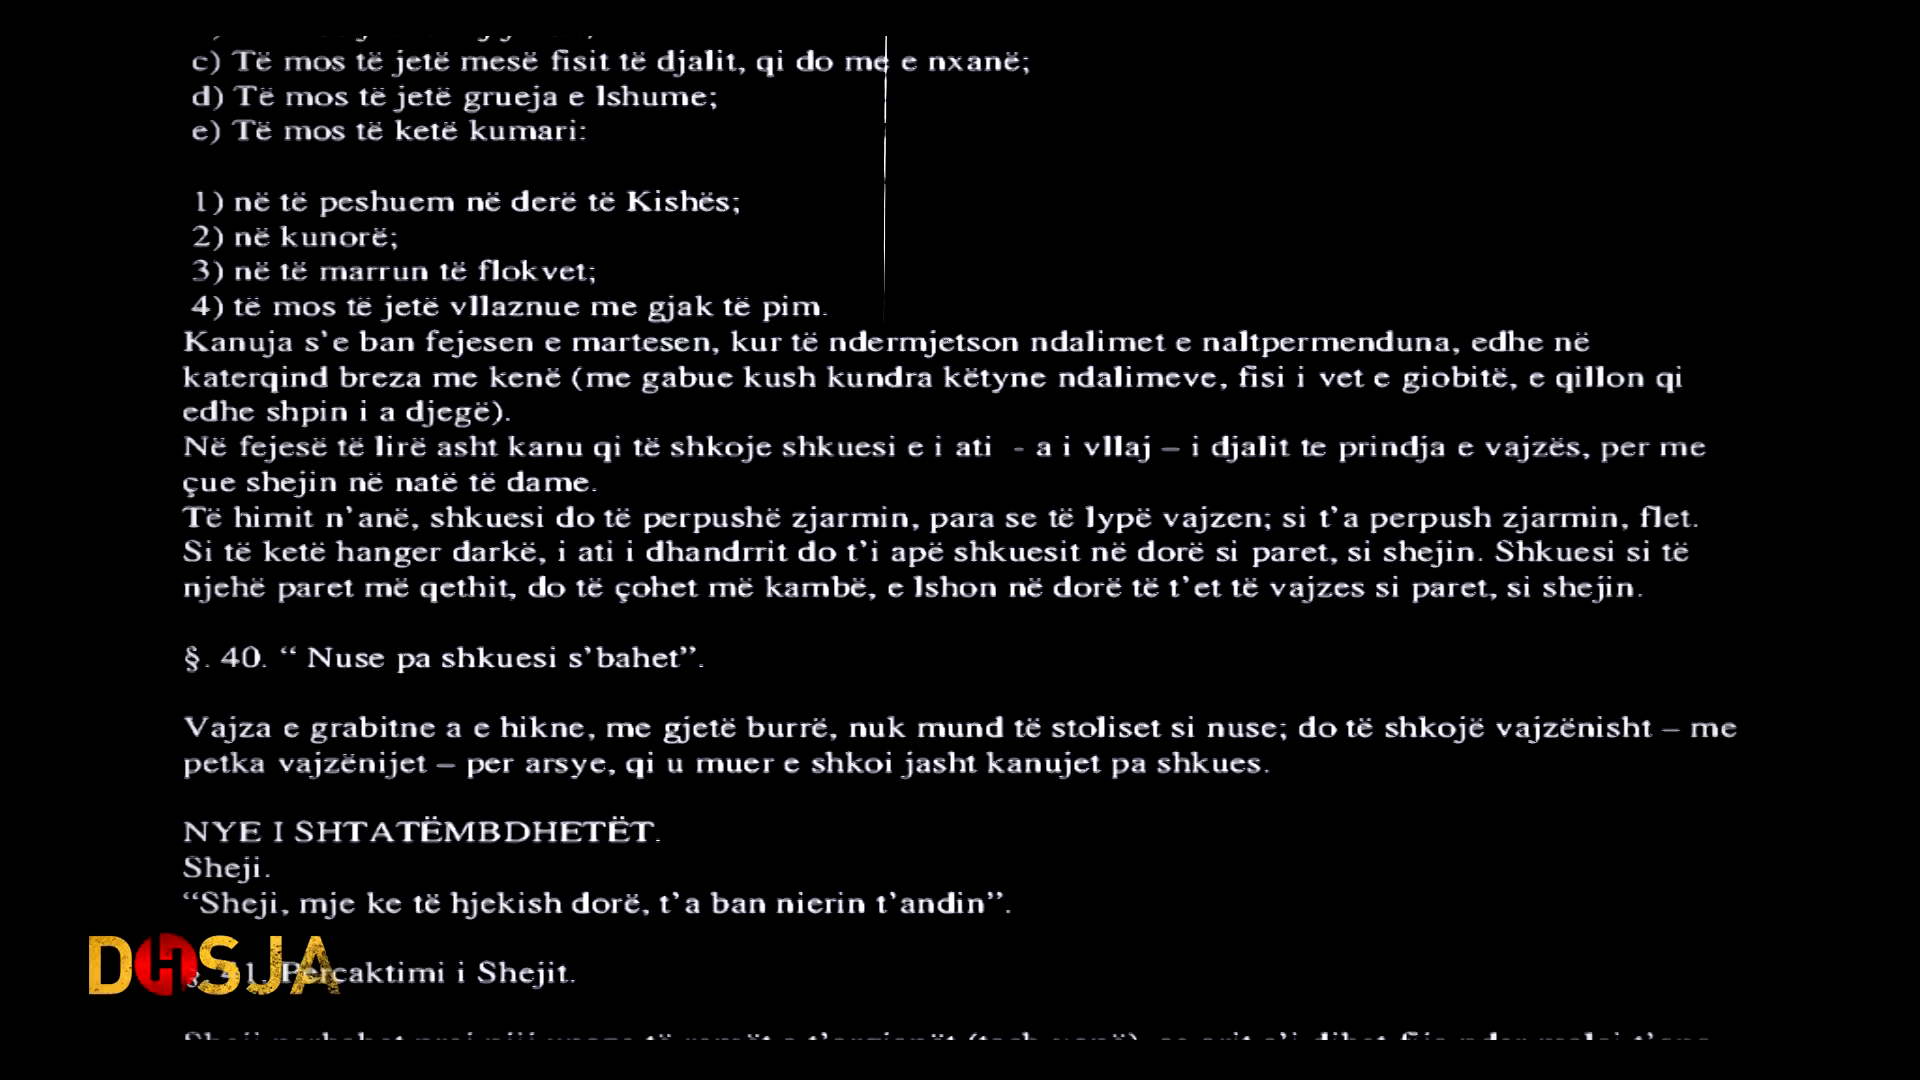 c) Të mos të jetë mesë fisit të djalit, qi do me e nxanë;
d) Të mos të jetë grueja e lshume;
e) Të mos të ketë kumari:
1) në të peshuem në derë të Kishës;
2) në kunorë;
3) në të marrun të flokvet;
4) të mos të jetë vllaznue me gjak të pim.
Kanuja s’e ban fejesen e martesen, kur të ndermjetson ndalimet e naltpermenduna, edhe në
katerqind breza me kenë (me gabue kush kundra këtyne ndalimeve, fisi i vet e giobitë, e qillon qi
edhe shpin i a djegë).
Në fejesë të lirë asht kanu qi të shkoje shkuesi e i ati - a i vllaj – i djalit te prindja e vajzës, per me
çue shejin në natë të dame.
Të himit n’anë, shkuesi do të perpushë zjarmin, para se të lypë vajzen; si t’a perpush zjarmin, flet.
Si të ketë hanger darkë, i ati i dhandrrit do t’i apë shkuesit në dorë si paret, si shejin. Shkuesi si të
njehë paret më qethit, do të çohet më kambë, e lshon në dorë të t’et të vajzes si paret, si shejin.
§. 40. “ Nuse pa shkuesi s’bahet”.
Vajza e grabitne a e hikne, me gjetë burrë, nuk mund të stoliset si nuse; do të shkojë vajzënisht – me
petka vajzënijet – per arsye, qi u muer e shkoi jasht kanujet pa shkues.
NYE I SHTATËMBDHETËT.
Sheji.
“Sheji, mje ke të hjekish dorë, t’a ban nierin t’andin”.
§. 41. Percaktimi i Shejit.
DOSJA